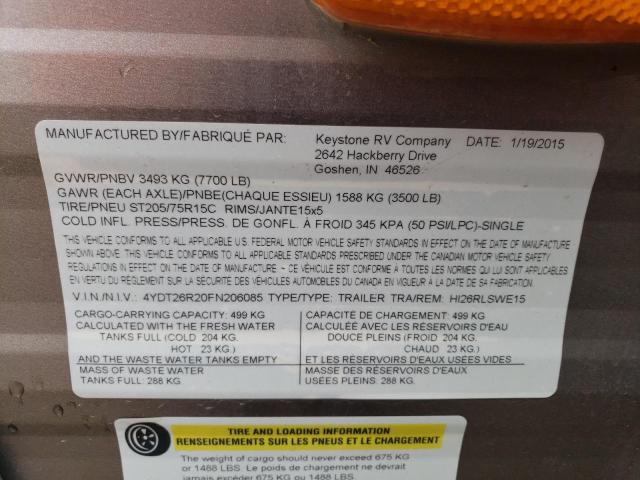 MANUFACTURED BY/FABRIQUÉ PAR: Keystone RV Company DATE: 1/19/2015
2642 Hackberry Drive
Goshen, IN 46526
GVWR/PNBV 3493 KG (7700 LB)
GAWR (EACH AXLE)/PNBE(CHAQUE ESSIEU) 1588 KG (3500 LB)
TIRE/PNEU ST205/75R15C RIMS/JANTE15x5
COLD INFL. PRESS/PRESS. DE GONFL. À FROID 345 KPA (50 PSI/LPC)-SINGLE
THIS VEHICLE CONFORMS TO ALL APPLICABLE U.S. FEDERAL MOTOR VEHICLE SAFETY STANDARDS IN EFFECT ON THE DATE OF MANUFACTURE
SHOWN ABOVE. THIS VEHICLE CONFORMS TO ALL APPLICABLE STANDARDS PRESCRIBED UNDER THE CANADIAN MOTOR VEHICLE SAFETY
REGULATIONS IN EFFECT ON THE DATE OF MANUFACTURE/ CE VEHICULE EST CONFORME A TOUTES LES NORMES QUI LUI SONT APPLICABLES
EN VERTU DU RÈGLEMENT SUR LA SÉCURITÉ DES VÉHICULES AUTOMOBILES DU CANADA EN VIGUEUR À LA DATE DE SA FABRICATION
V.I.N./N.I.V.: 4YDT26R20FN206085 TYPE/TYPE: TRAILER TRA/REM: HI26RLSWE15
CARGO-CARRYING CAPACITY: 499 KG
CALCULATED WITH THE FRESH WATER
TANKS FULL (COLD 204 KG.
HOT 23 KG.)
AND THE WASTE WATER TANKS EMPTY
MASS OF WASTE WATER
TANKS FULL: 288 KG
CAPACITÉ DE CHARGEMENT: 499 KG
CALCULÉE AVEC LES RÉSERVOIRS D'EAU
DOUCE PLEINS (FROID 204 KG.
CHAUD 23 KG.)
ET LES RÉSERVOIRS D'EAUX USÉES VIDES
MASSE DES RÉSERVOIRS D'EAUX
USÉES PLEINS: 288 KG.
TIRE AND LOADING INFORMATION
RENSEIGNEMENTS SUR LES PNEUS ET LE CHARGEMENT
The weight of cargo should never exceed 675 KG
or 1488 LBS. Le poids de chargement ne devrait
jamais excéder 675 KG ou 1488 LBS.